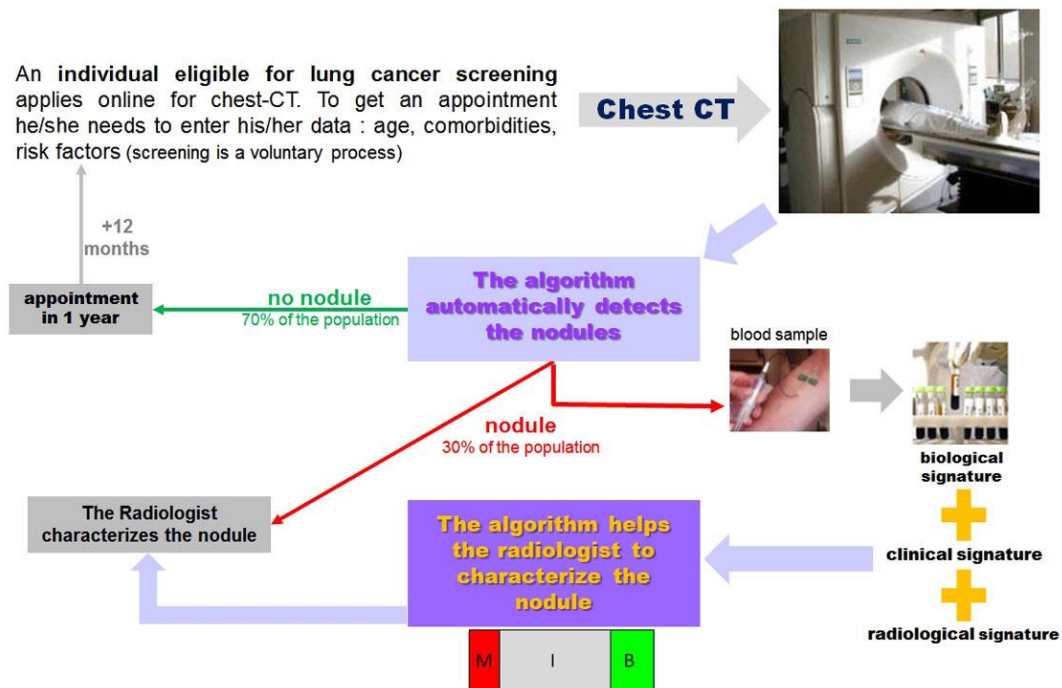 An individual eligible for lung cancer screening
applies online for chest-CT. To get an appointment
he/she needs to enter his/her data : age, comorbidities,
risk factors (screening is a voluntary process)
Chest CT
+12
months
The algorithm
automatically detects
the nodules
appointment
in 1 year
no nodule
70% of the population
blood sample
nodule
30% of the population
biological
signature
The Radiologist
characterizes the nodule
The algorithm helps
the radiologist to
characterize the
nodule
clinical signature
radiological signature
M
I
B